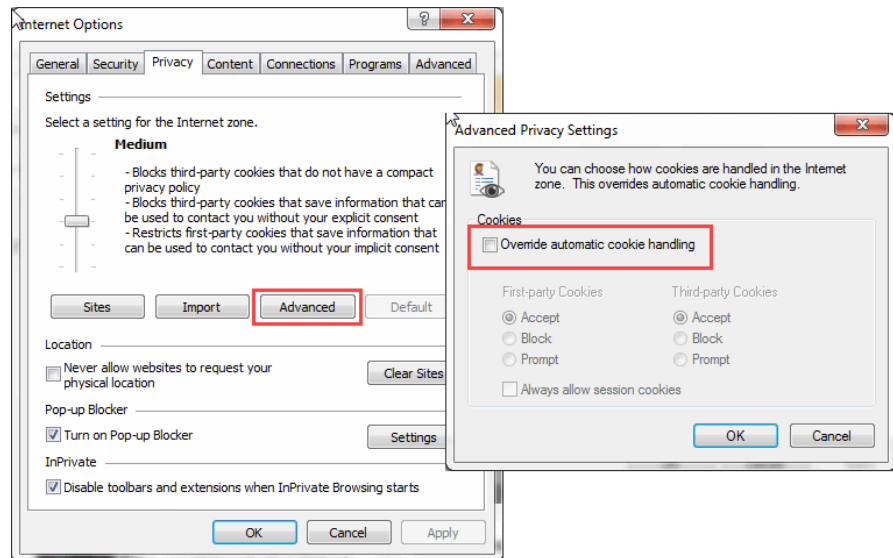 Internet Options
General Security Privacy Content Connections Programs Advanced
Settings
Select a setting for the Internet zone.
Medium
- Blocks third-party cookies that do not have a compact
privacy policy
- Blocks third-party cookies that save information that can
be used to contact you without your explicit consent
- Restricts first-party cookies that save information that
can be used to contact you without your implicit consent
Sites Import Advanced Default
Location
Never allow websites to request your
physical location
Clear Sites
Pop-up Blocker
Turn on Pop-up Blocker
Settings
InPrivate
Disable toolbars and extensions when InPrivate Browsing starts
OK Cancel Apply
Advanced Privacy Settings
You can choose how cookies are handled in the Internet
zone. This overrides automatic cookie handling.
Cookies
Override automatic cookie handling
First-party Cookies Third-party Cookies
Accept Accept
Block Block
Prompt Prompt
Always allow session cookies
OK Cancel